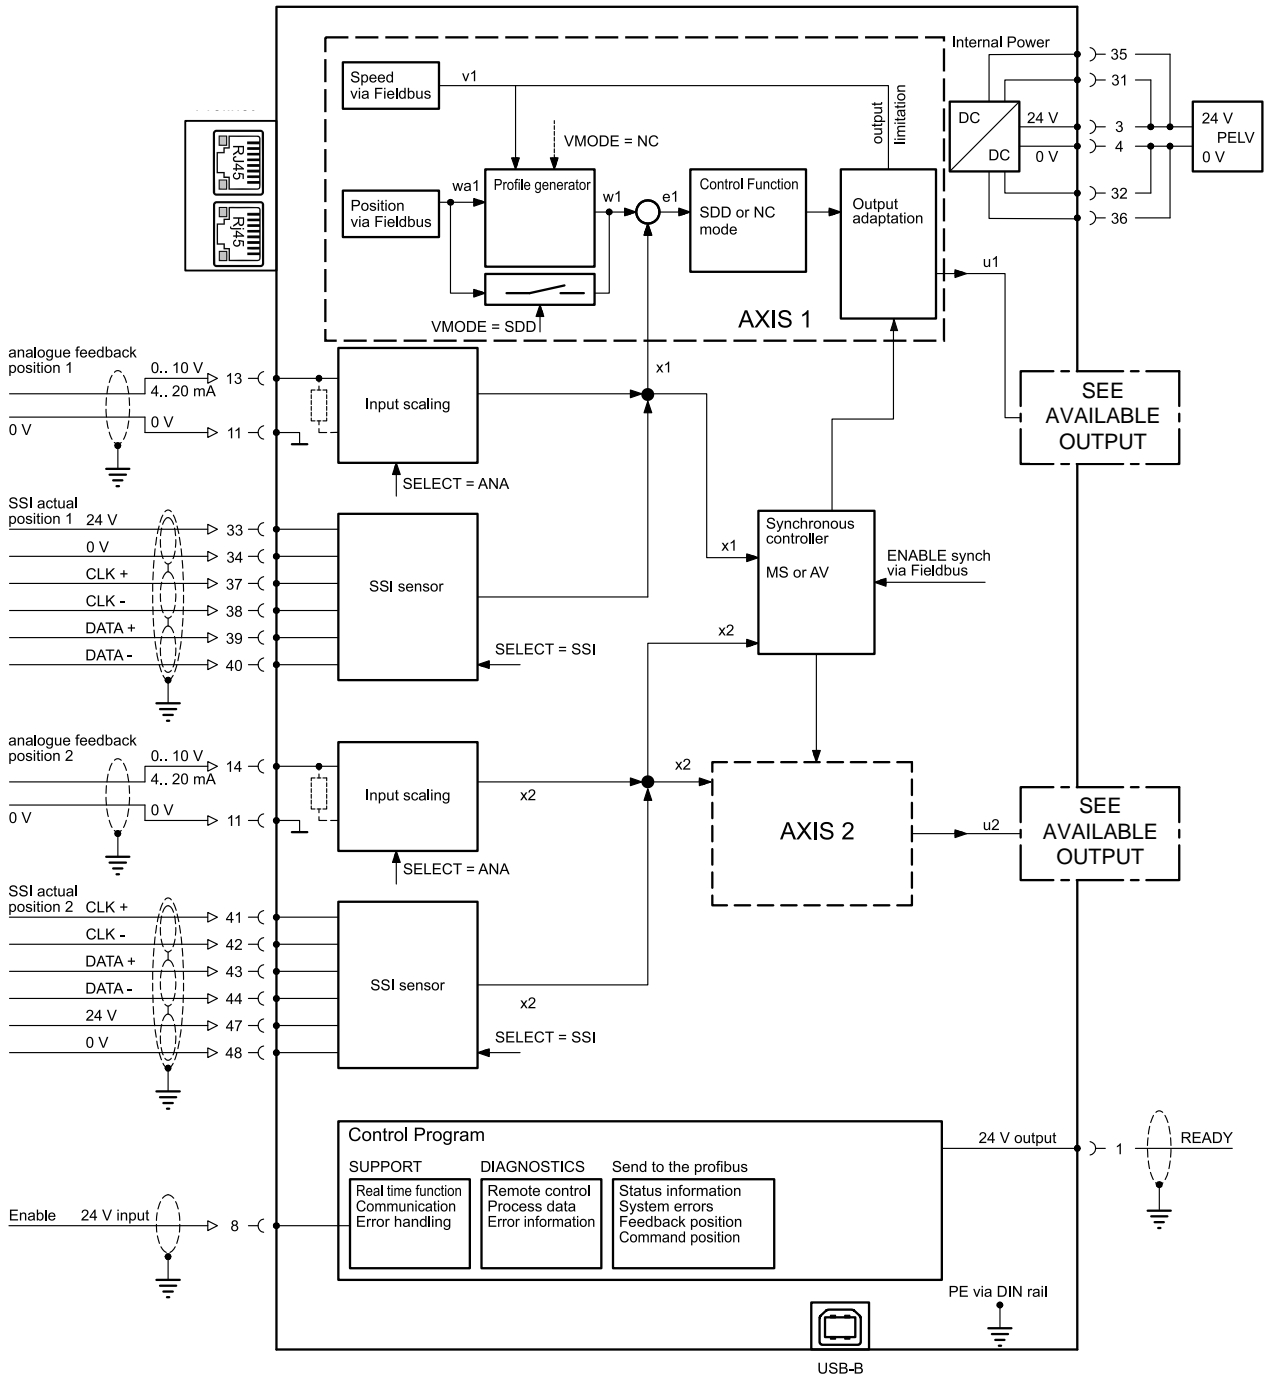 Internal Power
Speed
via Fieldbus
v1
output
limitation
VMODE = NC
35
31
DC
DC
24 V
0 V
3
4
24 V
PELV
0 V
32
36
RJ45
Rj45
Position
via Fieldbus
wa1
Profile generator
w1
e1
Control Function
SDD or NC
mode
Output
adaptation
u1
VMODE = SDD
AXIS 1
analogue feedback
position 1
0.. 10 V
4.. 20 mA
13
0 V
0 V
11
Input scaling
x1
SELECT = ANA
SEE
AVAILABLE
OUTPUT
SSI actual
position 1
24 V
33
0 V
34
CLK +
37
CLK -
38
DATA +
39
DATA -
40
SSI sensor
SELECT = SSI
x1
Synchronous
controller
MS or AV
ENABLE synch
via Fieldbus
x2
analogue feedback
position 2
0.. 10 V
4.. 20 mA
14
0 V
0 V
11
Input scaling
x2
x2
SELECT = ANA
AXIS 2
u2
SEE
AVAILABLE
OUTPUT
SSI actual
position 2
CLK +
41
CLK -
42
DATA +
43
DATA -
44
24 V
47
0 V
48
SSI sensor
x2
SELECT = SSI
Control Program
SUPPORT
Real time function
Communication
Error handling
DIAGNOSTICS
Remote control
Process data
Error information
Send to the profibus
Status information
System errors
Feedback position
Command position
24 V output
1
READY
Enable
24 V input
8
PE via DIN rail
USB-B